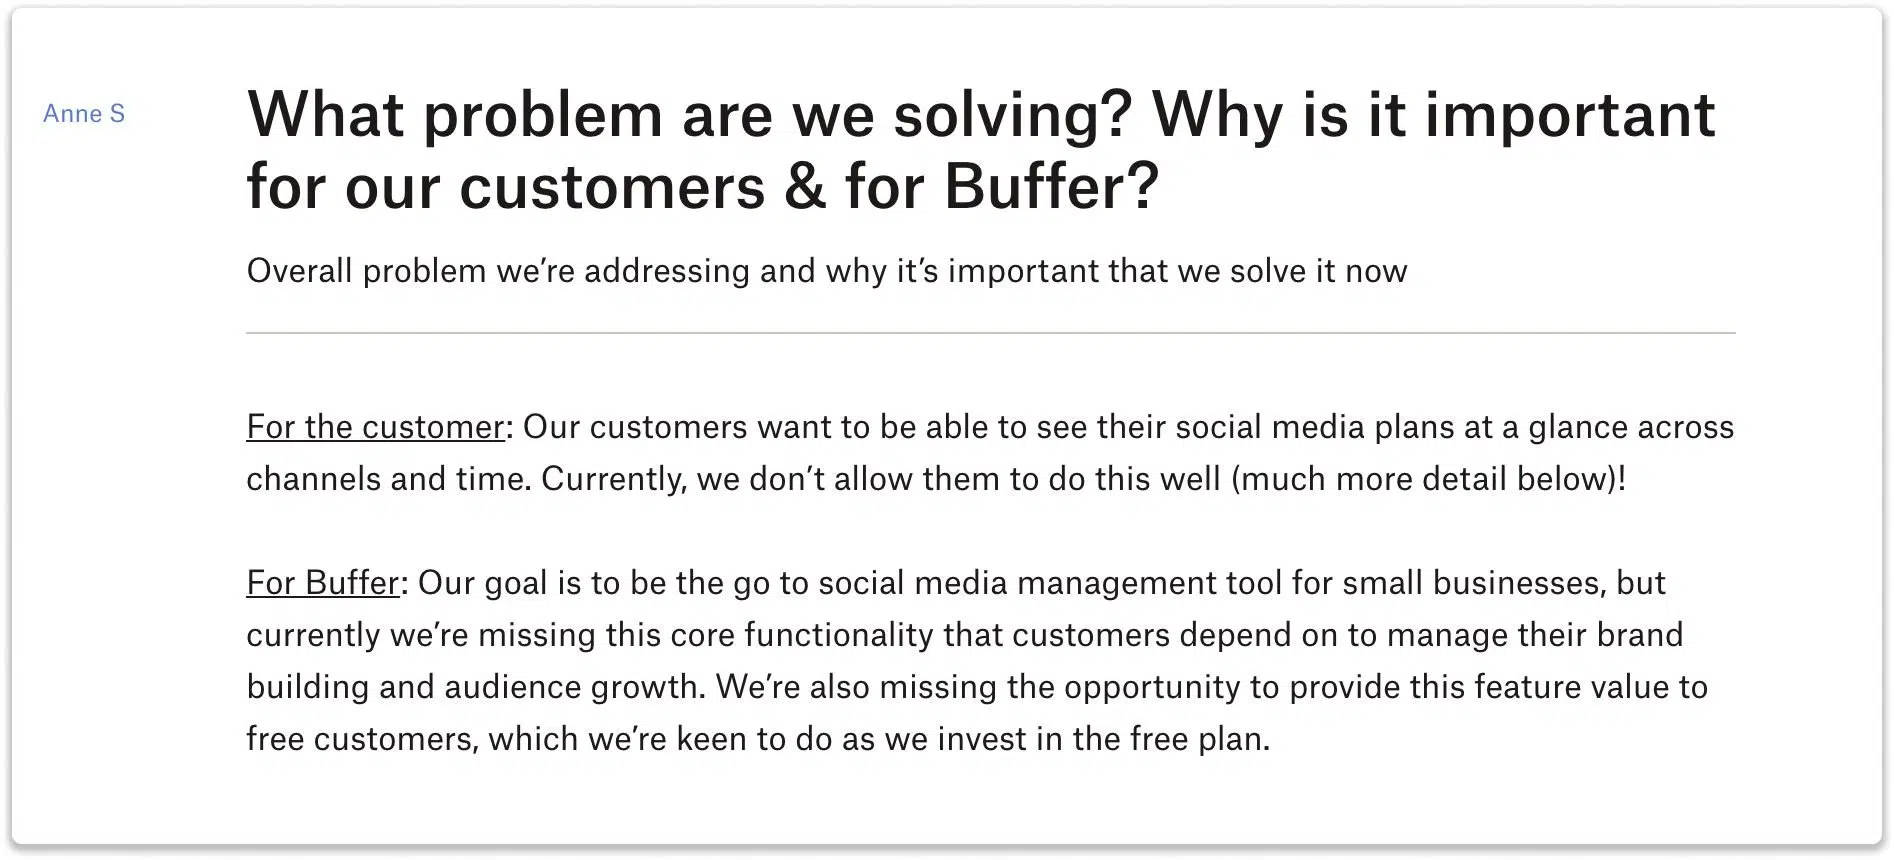 Anne S
What problem are we solving? Why is it important
for our customers & for Buffer?
Overall problem we’re addressing and why it’s important that we solve it now
For the customer: Our customers want to be able to see their social media plans at a glance across
channels and time. Currently, we don’t allow them to do this well (much more detail below)!
For Buffer: Our goal is to be the go to social media management tool for small businesses, but
currently we’re missing this core functionality that customers depend on to manage their brand
building and audience growth. We’re also missing the opportunity to provide this feature value to
free customers, which we’re keen to do as we invest in the free plan.